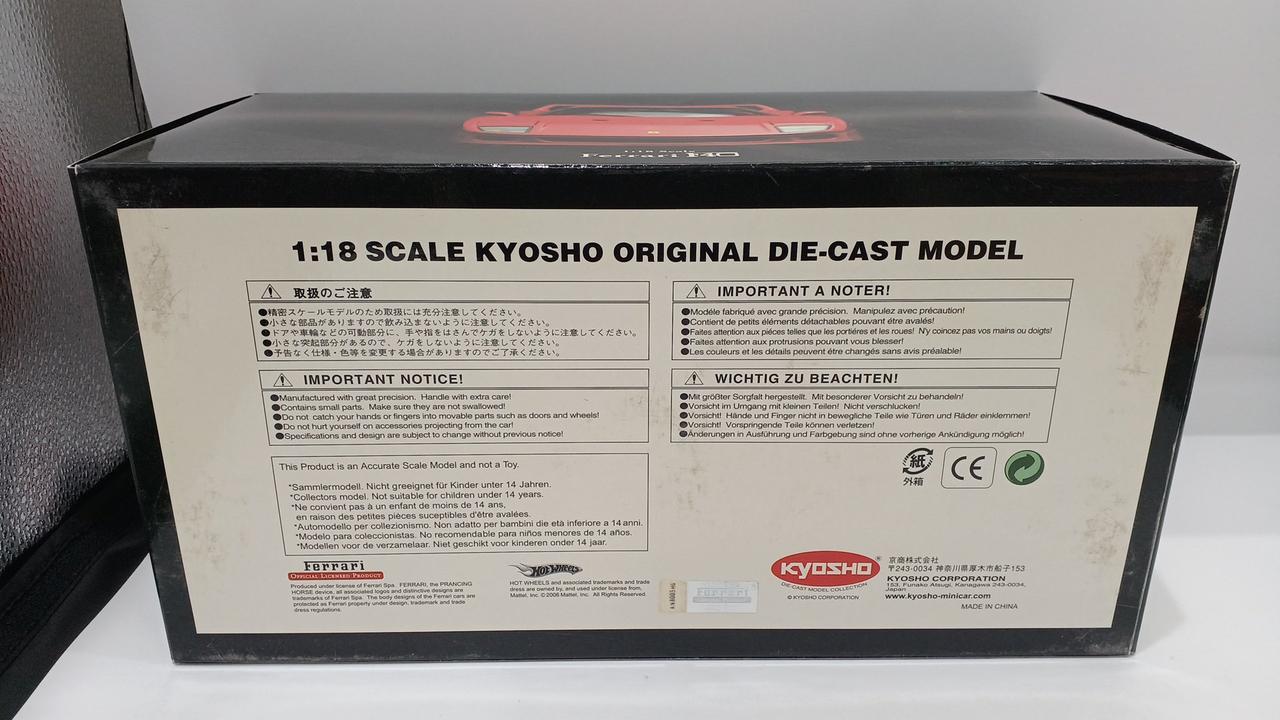 1:18 Scale
Ferrari F40
1:18 SCALE KYOSHO ORIGINAL DIE-CAST MODEL
取扱のご注意
●精密スケールモデルのため取扱には充分注意してください。
●小さな部品がありますので飲み込まないように注意してください。
●ドアや車輪などの可動部分に、手や指をはさんでケガをしないように注意してください。
●小さな突起部分があるので、ケガをしないように注意してください。
●予告なく仕様・色等を変更する場合がありますのでご了承ください。
IMPORTANT NOTICE!
●Manufactured with great precision. Handle with extra care!
●Contains small parts. Make sure they are not swallowed!
●Do not catch your hands or fingers into movable parts such as doors and wheels!
●Do not hurt yourself on accessories projecting from the car!
●Specifications and design are subject to change without previous notice!
IMPORTANT A NOTER!
●Modéle fabriqué avec grande précision. Manipulez avec précaution!
●Contient de petits éléments détachables pouvant étre avalés!
●Faites attention aux piéces telles que les portiéres et les roues! N'y coincez pas vos mains ou doigts!
●Faites attention aux protrusions pouvant vous blesser!
●Les couleurs et les détails peuvent étre changés sans avis préalable!
WICHTIG ZU BEACHTEN!
●Mit größter Sorgfalt hergestellt. Mit besonderer Vorsicht zu behandeln!
●Vorsicht im Umgang mit kleinen Teilen! Nicht verschlucken!
●Vorsicht! Hände und Finger nicht in bewegliche Teile wie Türen und Räder einklemmen!
●Vorsicht! Vorspringende Teile können verletzen!
●Änderungen in Ausführung und Farbgebung sind ohne vorherige Ankündigung möglich!
This Product is an Accurate Scale Model and not a Toy.
*Sammlermodell. Nicht greeignet für Kinder unter 14 Jahren.
*Collectors model. Not suitable for children under 14 years.
*Ne convient pas à un enfant de moins de 14 ans,
en raison des petites pièces suceptibles d'être avalées.
*Automodello per collezionismo. Non adatto per bambini die età inferiore a 14 anni.
*Modelo para coleccionistas. No recomendable para niños menores de 14 años.
*Modellen voor de verzamelaar. Niet geschikt voor kinderen onder 14 jaar.
紙
外箱
CE
Ferrari
OFFICIAL LICENSED PRODUCT
Produced under license of Ferrari Spa. FERRARI, the PRANCING
HORSE device, all associated logos and distinctive designs are
trademarks of Ferrari Spa. The body designs of the Ferrari cars are
protected as Ferrari property under design, trademark and trade
dress regulations.
HOT WHEELS
HOT WHEELS and associated trademarks and trade
dress are owned by, and used under license from,
Mattel, Inc. © 2006 Mattel, Inc. All Rights Reserved.
Ferrari
KYOSHO®
DIE-CAST MODEL COLLECTION
© KYOSHO CORPORATION
京商株式会社
〒243-0034 神奈川県厚木市船子153
KYOSHO CORPORATION
153, Funako Atsugi, Kanagawa 243-0034,
Japan
www.kyosho-minicar.com
MADE IN CHINA